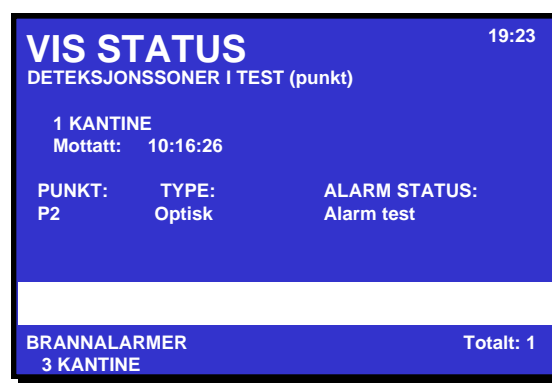 19:23
VIS STATUS
DETEKSJONSSONER I TEST (punkt)
1 KANTINE
Mottatt: 10:16:26
PUNKT: TYPE: ALARM STATUS:
P2 Optisk Alarm test
BRANNALARMER Totalt: 1
3 KANTINE